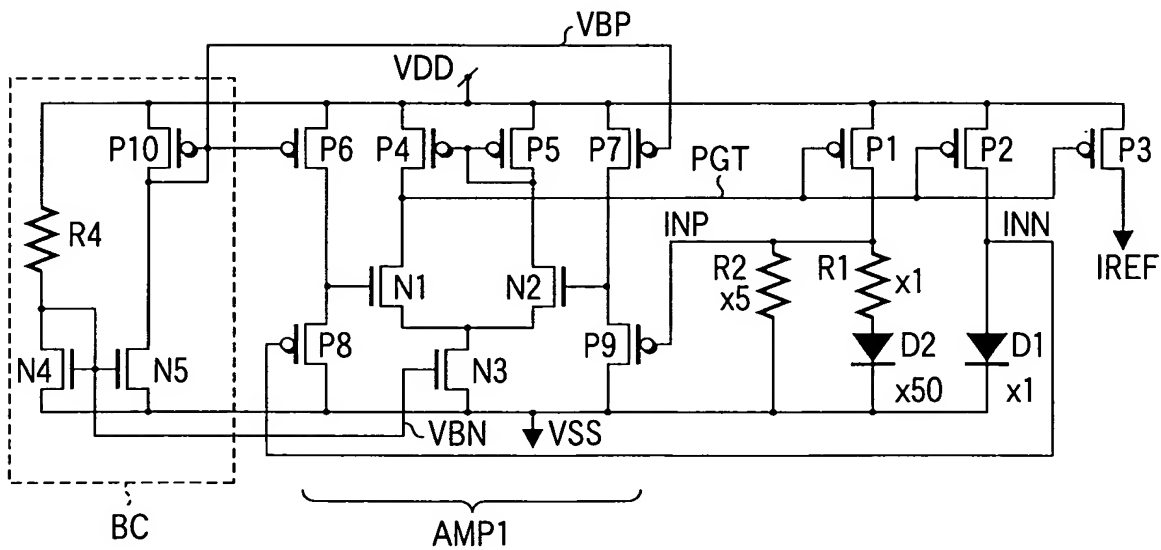 VBP
VDD
P10
P6
P4
P5
P7
P1
P2
P3
PGT
R4
INP
INN
IREF
R2
x5
R1
x1
N1
N2
N4
N5
P8
N3
P9
D2
x50
D1
x1
VBN
VSS
BC
AMP1